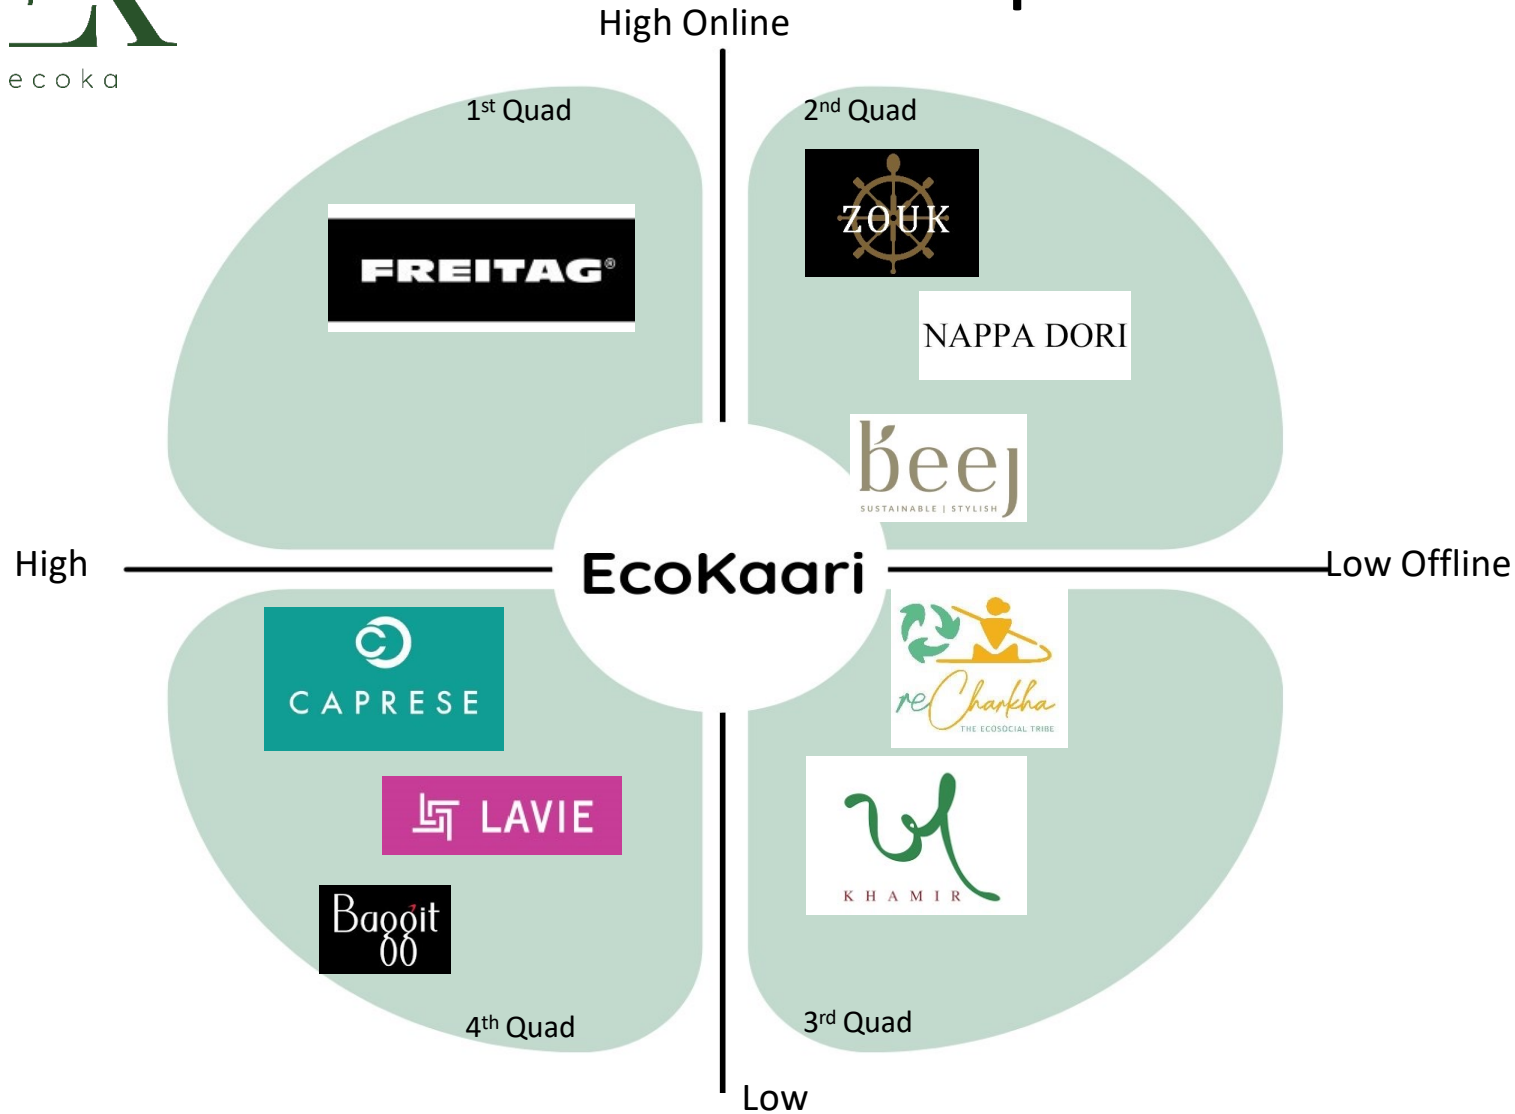 High Online
ecoka
1st Quad
2nd Quad
ZOUK
FREITAG®
NAPPA DORI
beej
SUSTAINABLE | STYLISH
High
EcoKaari
Low Offline
CAPRESE
reCharkha
THE ECOSOCIAL TRIBE
LAVIE
KHAMIR
Baggit
4th Quad
3rd Quad
Low